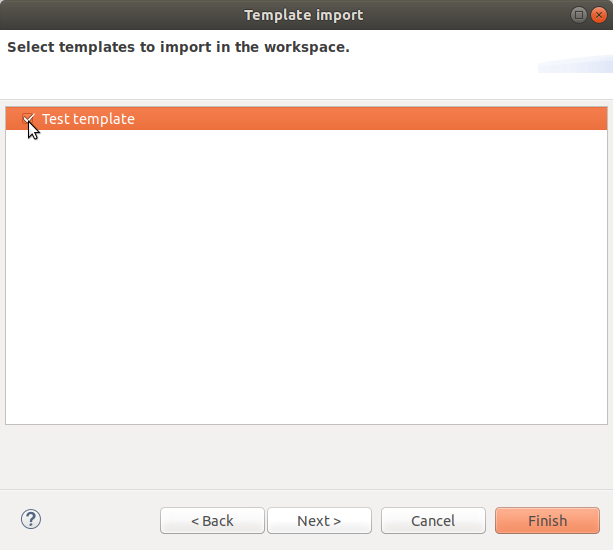 Template import
Select templates to import in the workspace.
Test template
?
< Back
Next >
Cancel
Finish